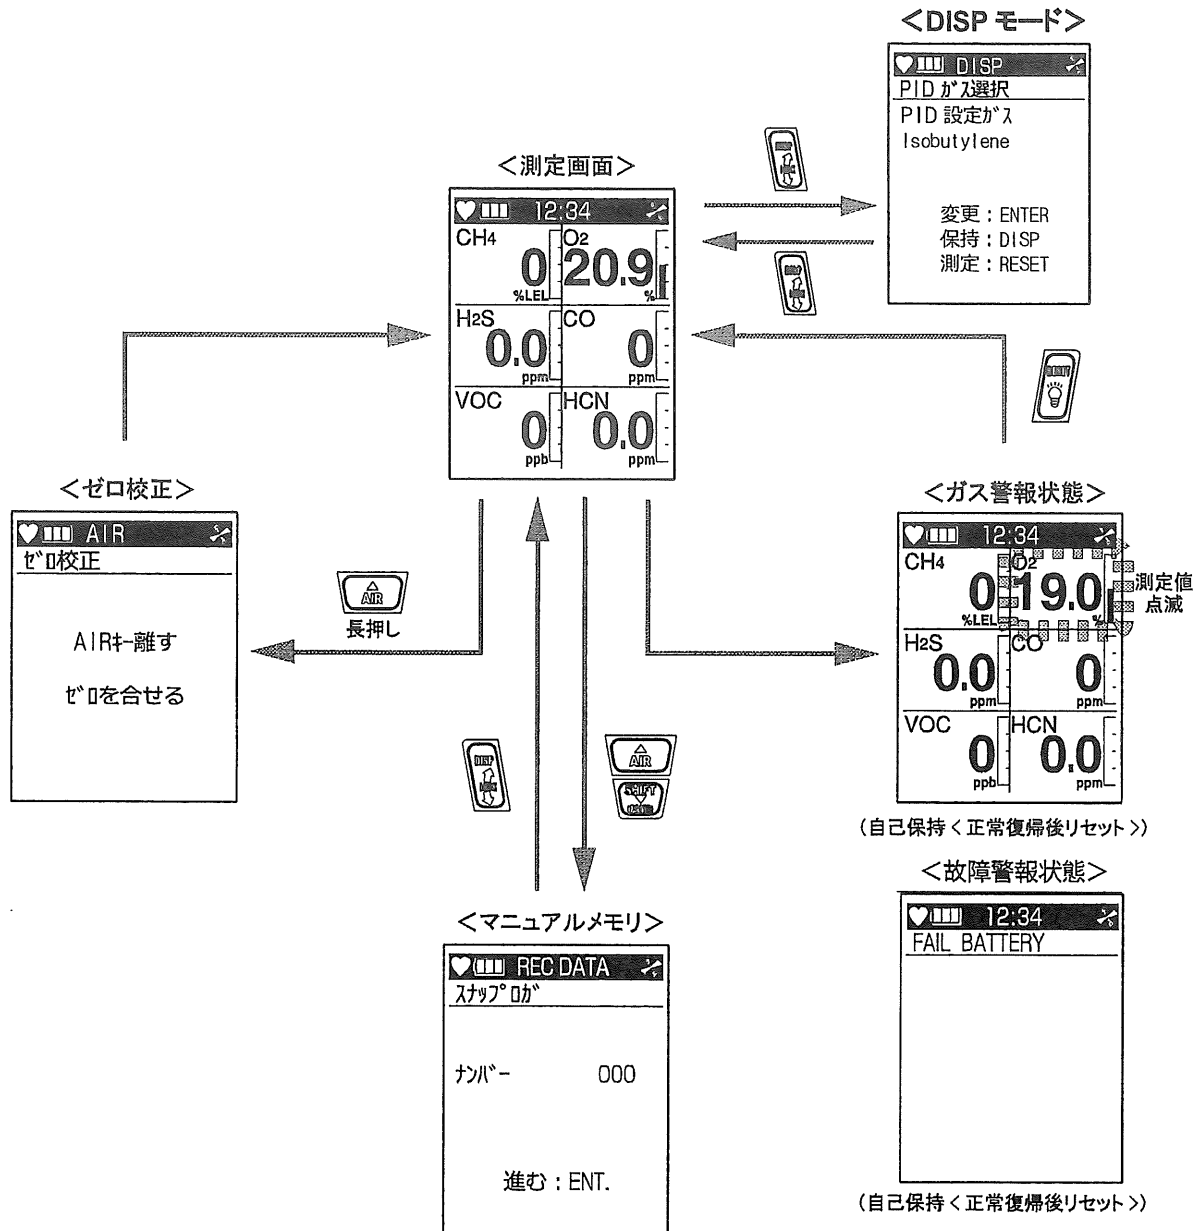 ＜DISP モード＞
DISP
PID ｶﾞｽ選択
PID 設定ｶﾞｽ
Isobutylene
変更：ENTER
保持：DISP
測定：RESET
＜測定画面＞
12:34
CH4
0
%LEL
O2
20.9
%
H2S
0.0
ppm
CO
0
ppm
VOC
0
ppb
HCN
0.0
ppm
＜ゼロ校正＞
AIR
ｾﾞﾛ校正
AIRｷｰ離す
ｾﾞﾛを合せる
AIR
長押し
＜ガス警報状態＞
12:34
CH4
0
%LEL
O2
19.0
%
測定値
点滅
H2S
0.0
ppm
CO
0
ppm
VOC
0
ppb
HCN
0.0
ppm
(自己保持＜正常復帰後リセット＞)
DISP
AIR
SHIFT
＜故障警報状態＞
12:34
FAIL BATTERY
(自己保持＜正常復帰後リセット＞)
＜マニュアルメモリ＞
REC DATA
ｽﾅｯﾌﾟﾛｶﾞ
ﾅﾝﾊﾞｰ 000
進む：ENT.